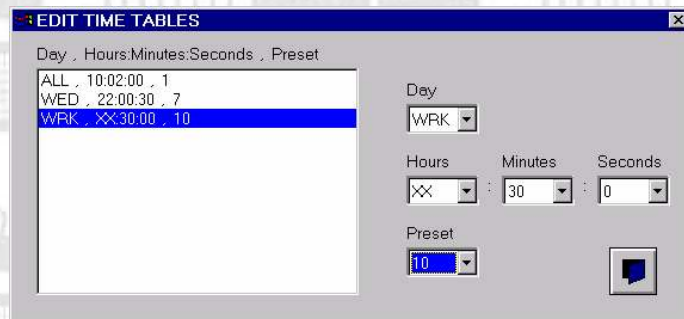 EDIT TIME TABLES
Day , Hours:Minutes:Seconds , Preset
ALL , 10:02:00 , 1
WED , 22:00:30 , 7
WRK , XX:30:00 , 10
Day
WRK
Hours Minutes Seconds
XX : 30 : 0
Preset
10